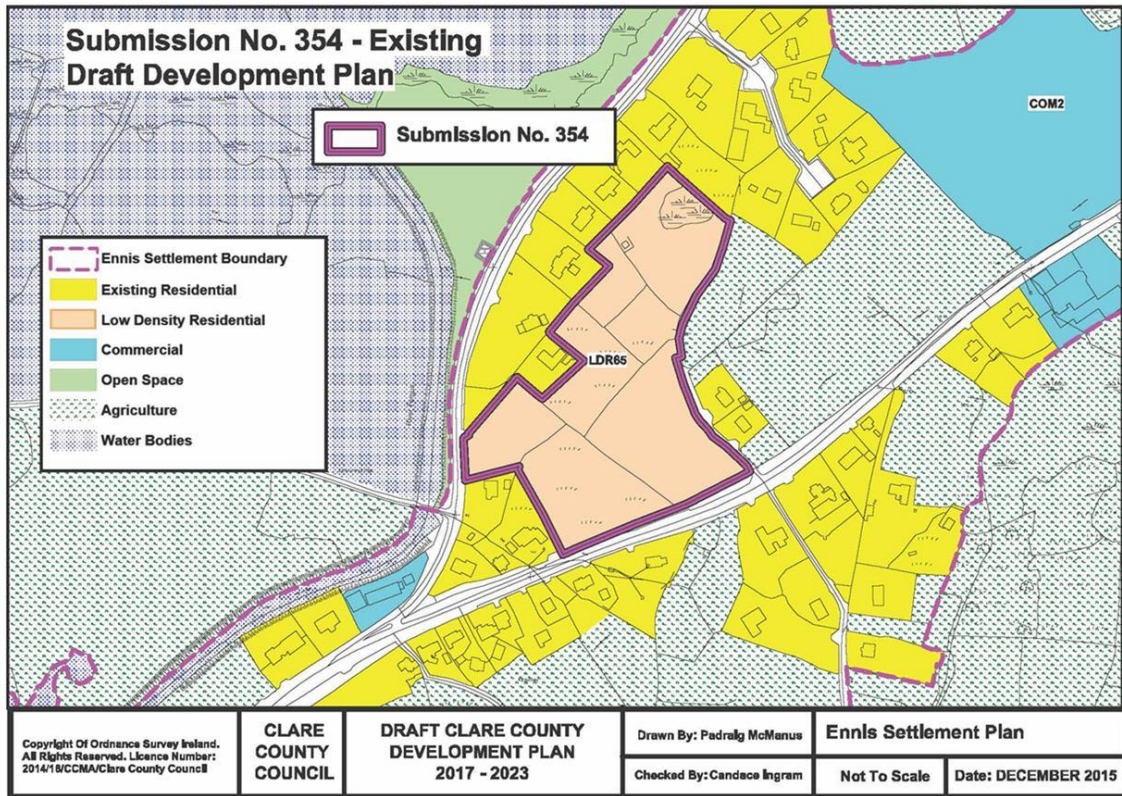 Submission No. 354 - Existing
Draft Development Plan
Submission No. 354
COM2
Ennis Settlement Boundary
Existing Residential
Low Density Residential
Commercial
Open Space
Agriculture
Water Bodies
LDR65
Copyright Of Ordnance Survey Ireland.
All Rights Reserved. Licence Number:
2014/16/CCMA/Clare County Council
CLARE
COUNTY
COUNCIL
DRAFT CLARE COUNTY
DEVELOPMENT PLAN
2017 - 2023
Drawn By: Padraig McManus
Checked By: Candace Ingram
Ennis Settlement Plan
Not To Scale
Date: DECEMBER 2015